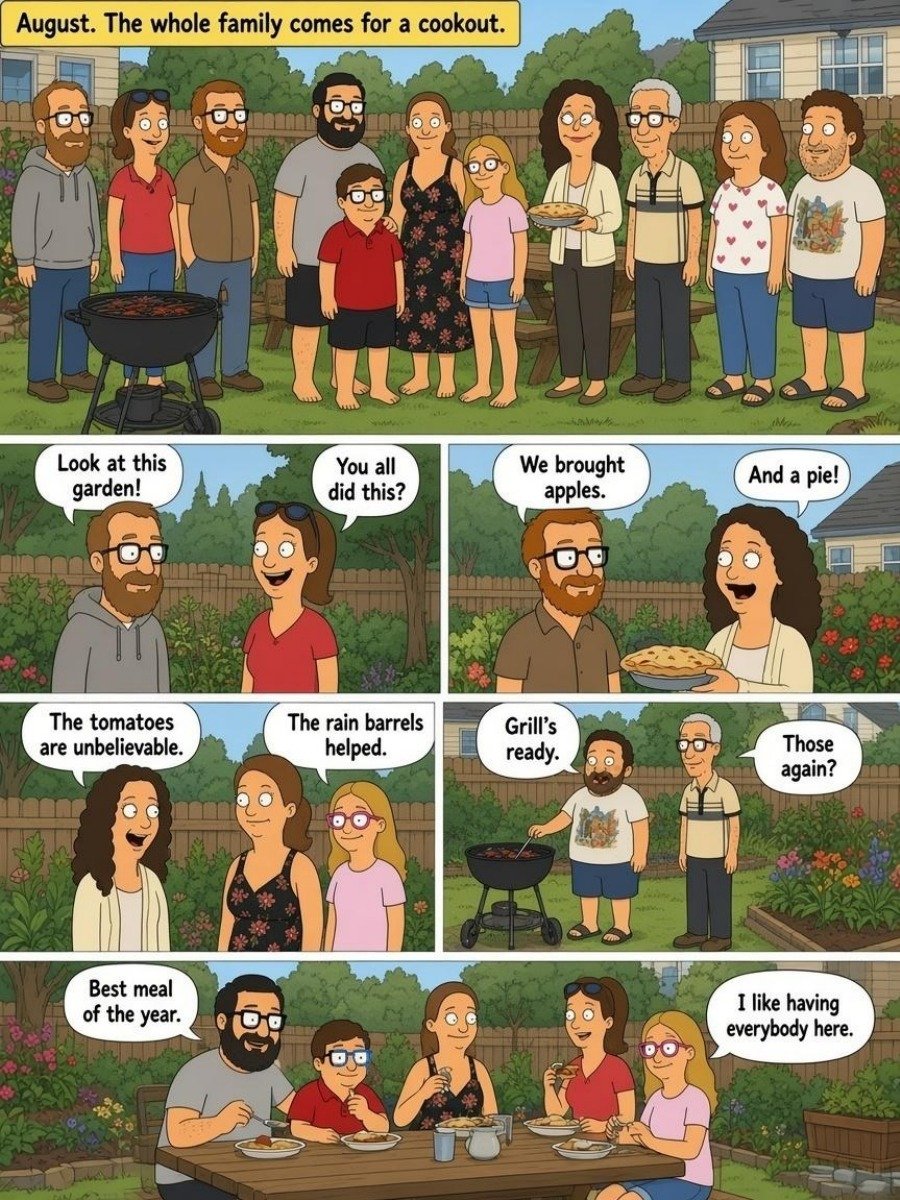 August. The whole family comes for a cookout.
Look at this
garden!
You all
did this?
We brought
apples.
And a pie!
The tomatoes
are unbelievable.
The rain barrels
helped.
Grill's
ready.
Those
again?
Best meal
of the year.
I like having
everybody here.